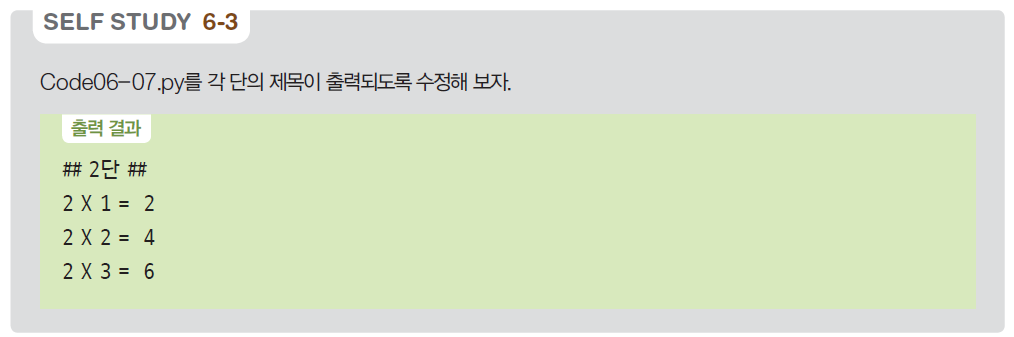 SELF STUDY 6-3
Code06-07.py를 각 단의 제목이 출력되도록 수정해 보자.
출력 결과
## 2단 ##
2 X 1 =  2
2 X 2 =  4
2 X 3 =  6